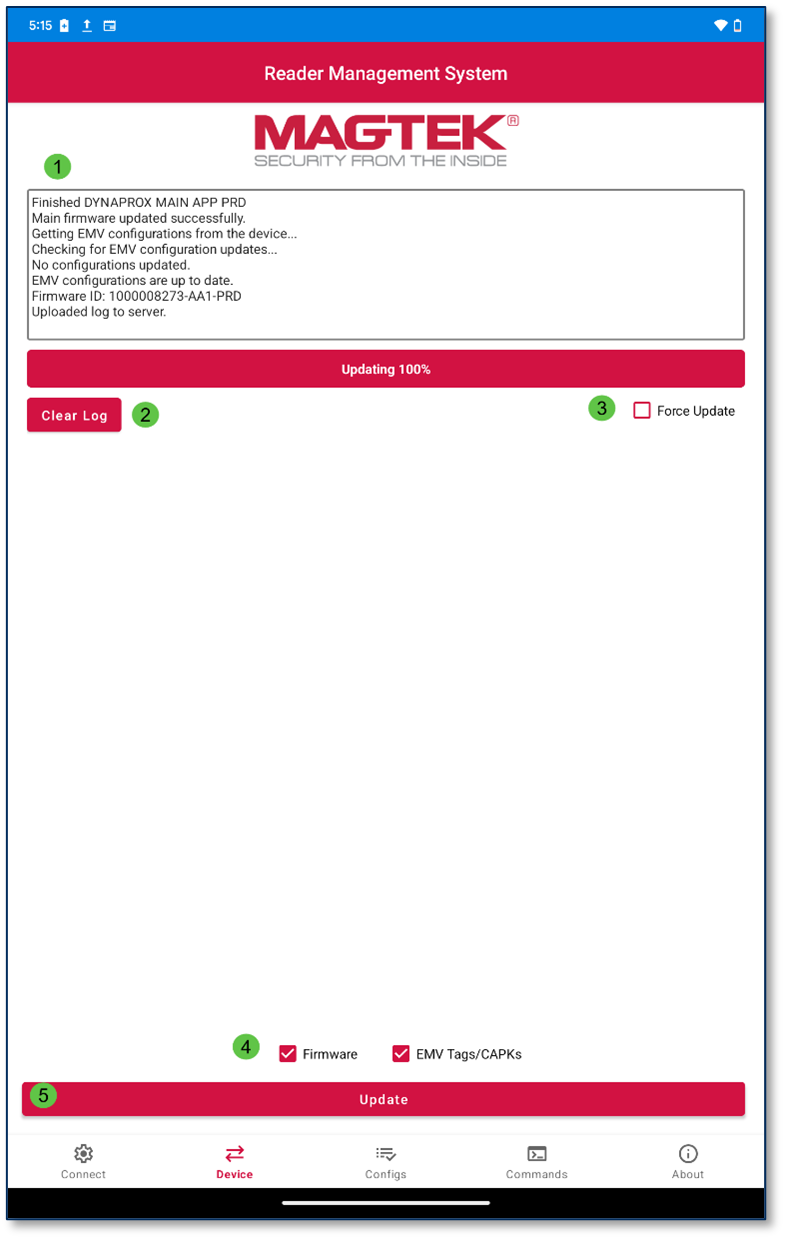 5:15
Reader Management System
MAGTEK®
SECURITY FROM THE INSIDE
1
Finished DYNAPROX MAIN APP PRD
Main firmware updated successfully.
Getting EMV configurations from the device...
Checking for EMV configuration updates...
No configurations updated.
EMV configurations are up to date.
Firmware ID: 1000008273-AA1-PRD
Uploaded log to server.
Updating 100%
Clear Log 2 3 Force Update
4 Firmware EMV Tags/CAPKs
5 Update
Connect Device Configs Commands About